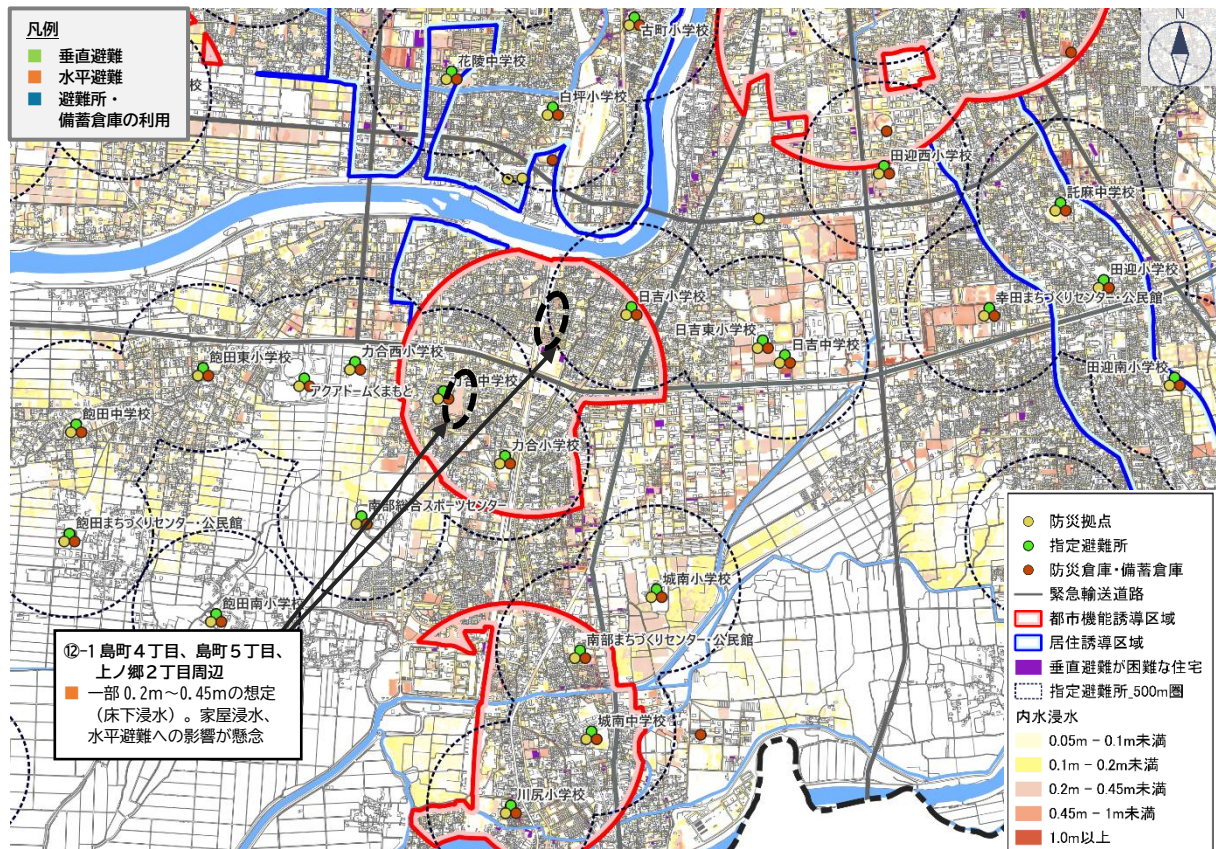 凡例
垂直避難
水平避難
避難所・
備蓄倉庫の利用
校
N
古町小学校
花陵中学校
白坪小学校
田迎西小学校
託麻中学校
田迎小学校
幸田まちづくりセンター・公民館
日吉小学校
日吉東小学校
日吉中学校
田迎南小学校
力合西小学校
飽田東小学校
アクアドームくまもと
中学校
飽田中学校
力合小学校
南部総合スポーツセンタ
飽田まちづくりセンター・公民館
飽田南小学校
城南小学校
南部まちづくりセンター・公民館
城南中学校
川尻小学校
⑫-1 島町4丁目、島町5丁目、
上ノ郷2丁目周辺
一部 0.2m～0.45mの想定
（床下浸水）。家屋浸水、
水平避難への影響が懸念
防災拠点
指定避難所
防災倉庫・備蓄倉庫
緊急輸送道路
都市機能誘導区域
居住誘導区域
垂直避難が困難な住宅
指定避難所_500m圏
内水浸水
0.05m − 0.1m未満
0.1m − 0.2m未満
0.2m − 0.45m未満
0.45m − 1m未満
1.0m以上